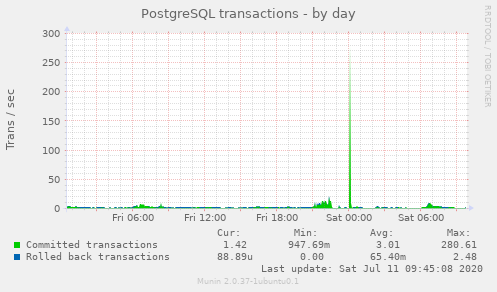 PostgreSQL transactions - by day
RRDTOOL / TOBI OETIKER
Trans / sec
300
250
200
150
100
50
0
Fri 06:00 Fri 12:00 Fri 18:00 Sat 00:00 Sat 06:00
Cur: Min: Avg: Max:
Committed transactions 1.42 947.69m 3.01 280.61
Rolled back transactions 88.89u 0.00 65.40m 2.48
Last update: Sat Jul 11 09:45:08 2020
Munin 2.0.37-1ubuntu0.1